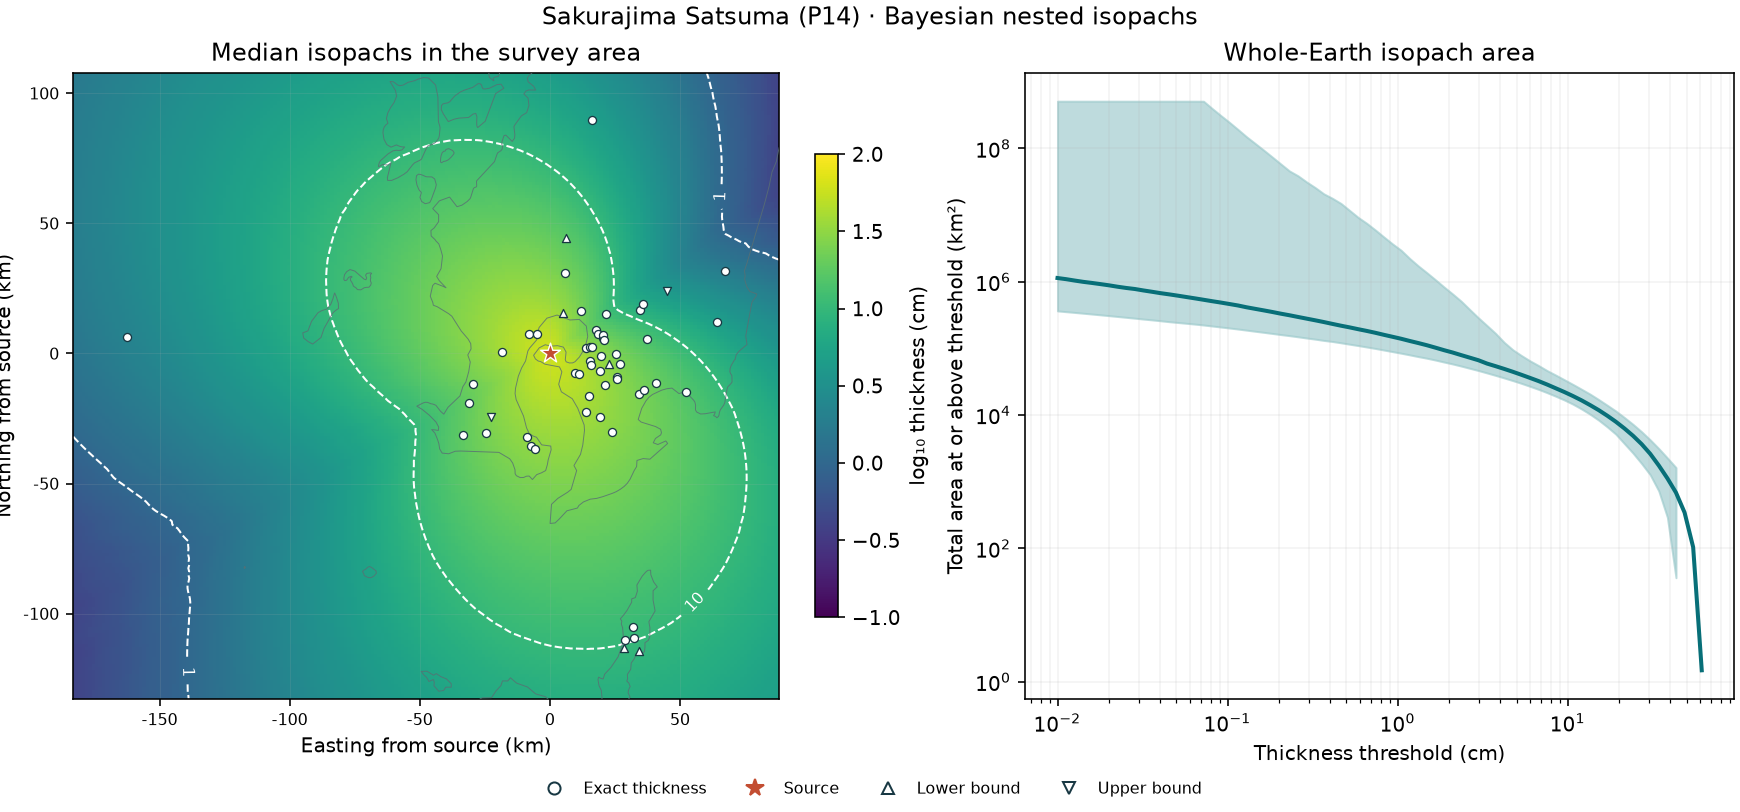 Sakurajima Satsuma (P14) · Bayesian nested isopachs
Median isopachs in the survey area
Whole-Earth isopach area
Northing from source (km)
100
50
0
-50
-100
-150
-100
-50
0
50
Easting from source (km)
1
10
1
2.0
1.5
1.0
0.5
0.0
−0.5
−1.0
log₁₀ thickness (cm)
Total area at or above threshold (km²)
10⁸
10⁶
10⁴
10²
10⁰
10⁻²
10⁻¹
10⁰
10¹
Thickness threshold (cm)
Exact thickness
Source
Lower bound
Upper bound